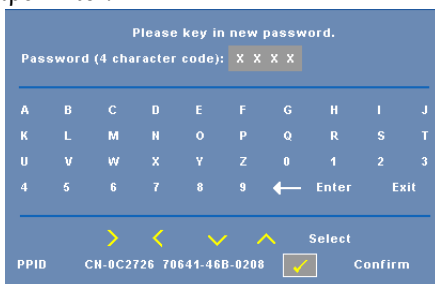 Please key in new password.
Password (4 character code): X X X X
A B C D E F G H I J
K L M N O P Q R S T
U V W X Y Z 0 1 2 3
4 5 6 7 8 9 ← Enter Exit
> < ∨ ∧ Select
PPID CN-0C2726 70641-46B-0208 ✓ Confirm